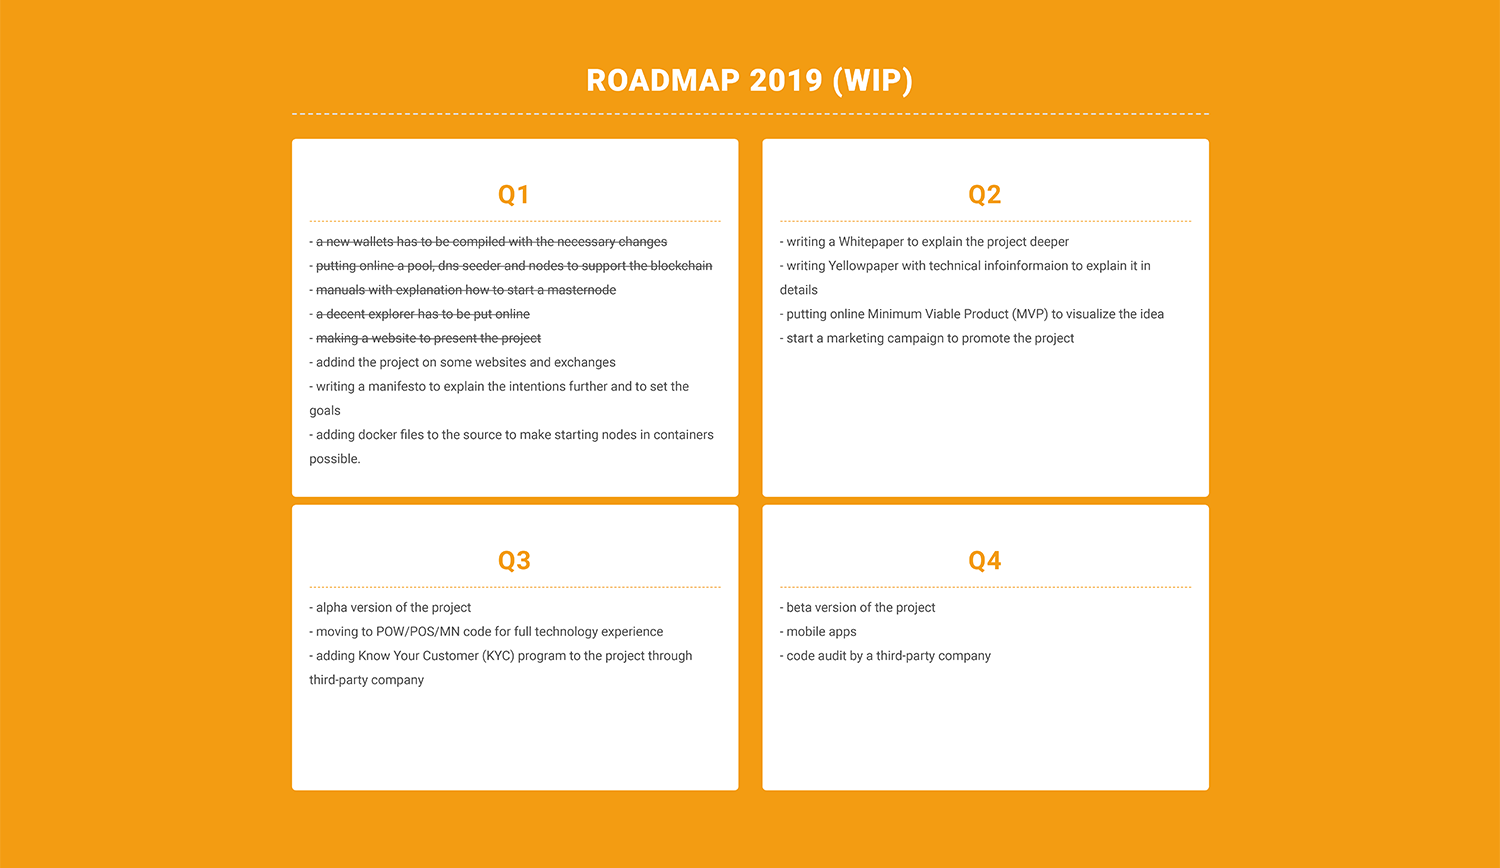 ROADMAP 2019 (WIP)
Q1
- a new wallets has to be compiled with the necessary changes
- putting online a pool, dns seeder and nodes to support the blockchain
- manuals with explanation how to start a masternode
- a decent explorer has to be put online
- making a website to present the project
- addind the project on some websites and exchanges
- writing a manifesto to explain the intentions further and to set the
goals
- adding docker files to the source to make starting nodes in containers
possible.
Q2
- writing a Whitepaper to explain the project deeper
- writing Yellowpaper with technical infoinformaion to explain it in
details
- putting online Minimum Viable Product (MVP) to visualize the idea
- start a marketing campaign to promote the project
Q3
- alpha version of the project
- moving to POW/POS/MN code for full technology experience
- adding Know Your Customer (KYC) program to the project through
third-party company
Q4
- beta version of the project
- mobile apps
- code audit by a third-party company